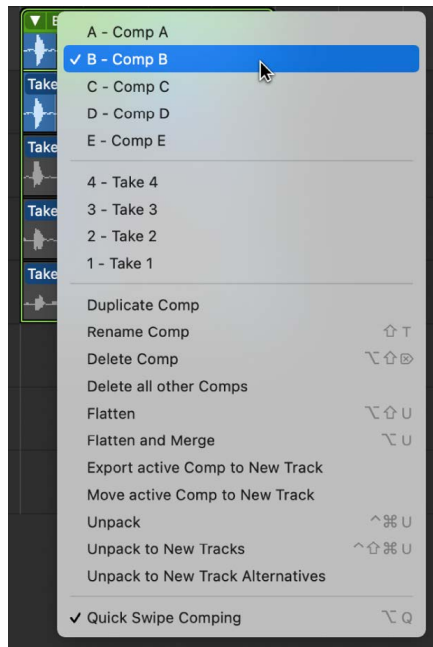 ▼
A - Comp A
✓ B - Comp B
Take
C - Comp C
D - Comp D
E - Comp E
Take
4 - Take 4
3 - Take 3
Take
2 - Take 2
1 - Take 1
Take
Duplicate Comp
Rename Comp ⇧ T
Delete Comp ⌥⇧⌦
Delete all other Comps
Flatten ⌥⇧ U
Flatten and Merge ⌥ U
Export active Comp to New Track
Move active Comp to New Track
Unpack ^⌘ U
Unpack to New Tracks ^⇧⌘ U
Unpack to New Track Alternatives
✓ Quick Swipe Comping ⌥ Q